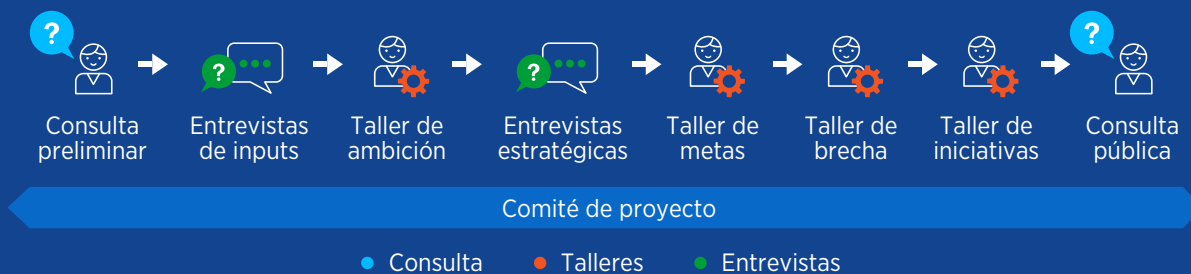 ?
?
?
?
Consulta
preliminar
Entrevistas
de inputs
Taller de
ambición
Entrevistas
estratégicas
Taller de
metas
Taller de
brecha
Taller de
iniciativas
Consulta
pública
Comité de proyecto
Consulta
Talleres
Entrevistas